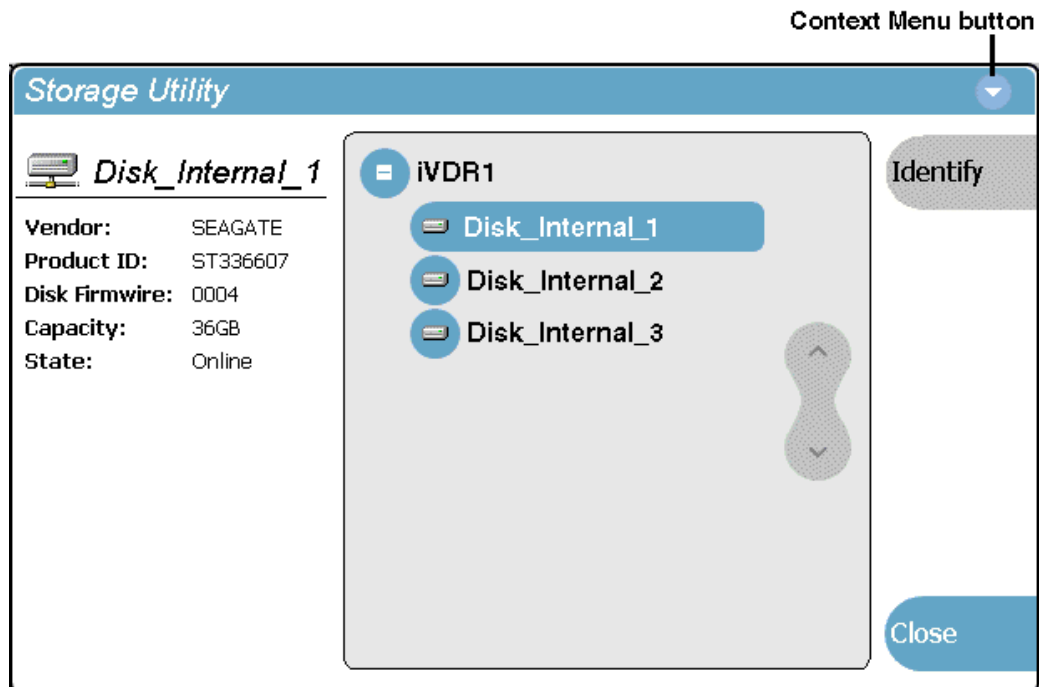 Context Menu button
Storage Utility
Disk_Internal_1
Vendor: SEAGATE
Product ID: ST336607
Disk Firmwire: 0004
Capacity: 36GB
State: Online
iVDR1
Disk_Internal_1
Disk_Internal_2
Disk_Internal_3
Identify
Close